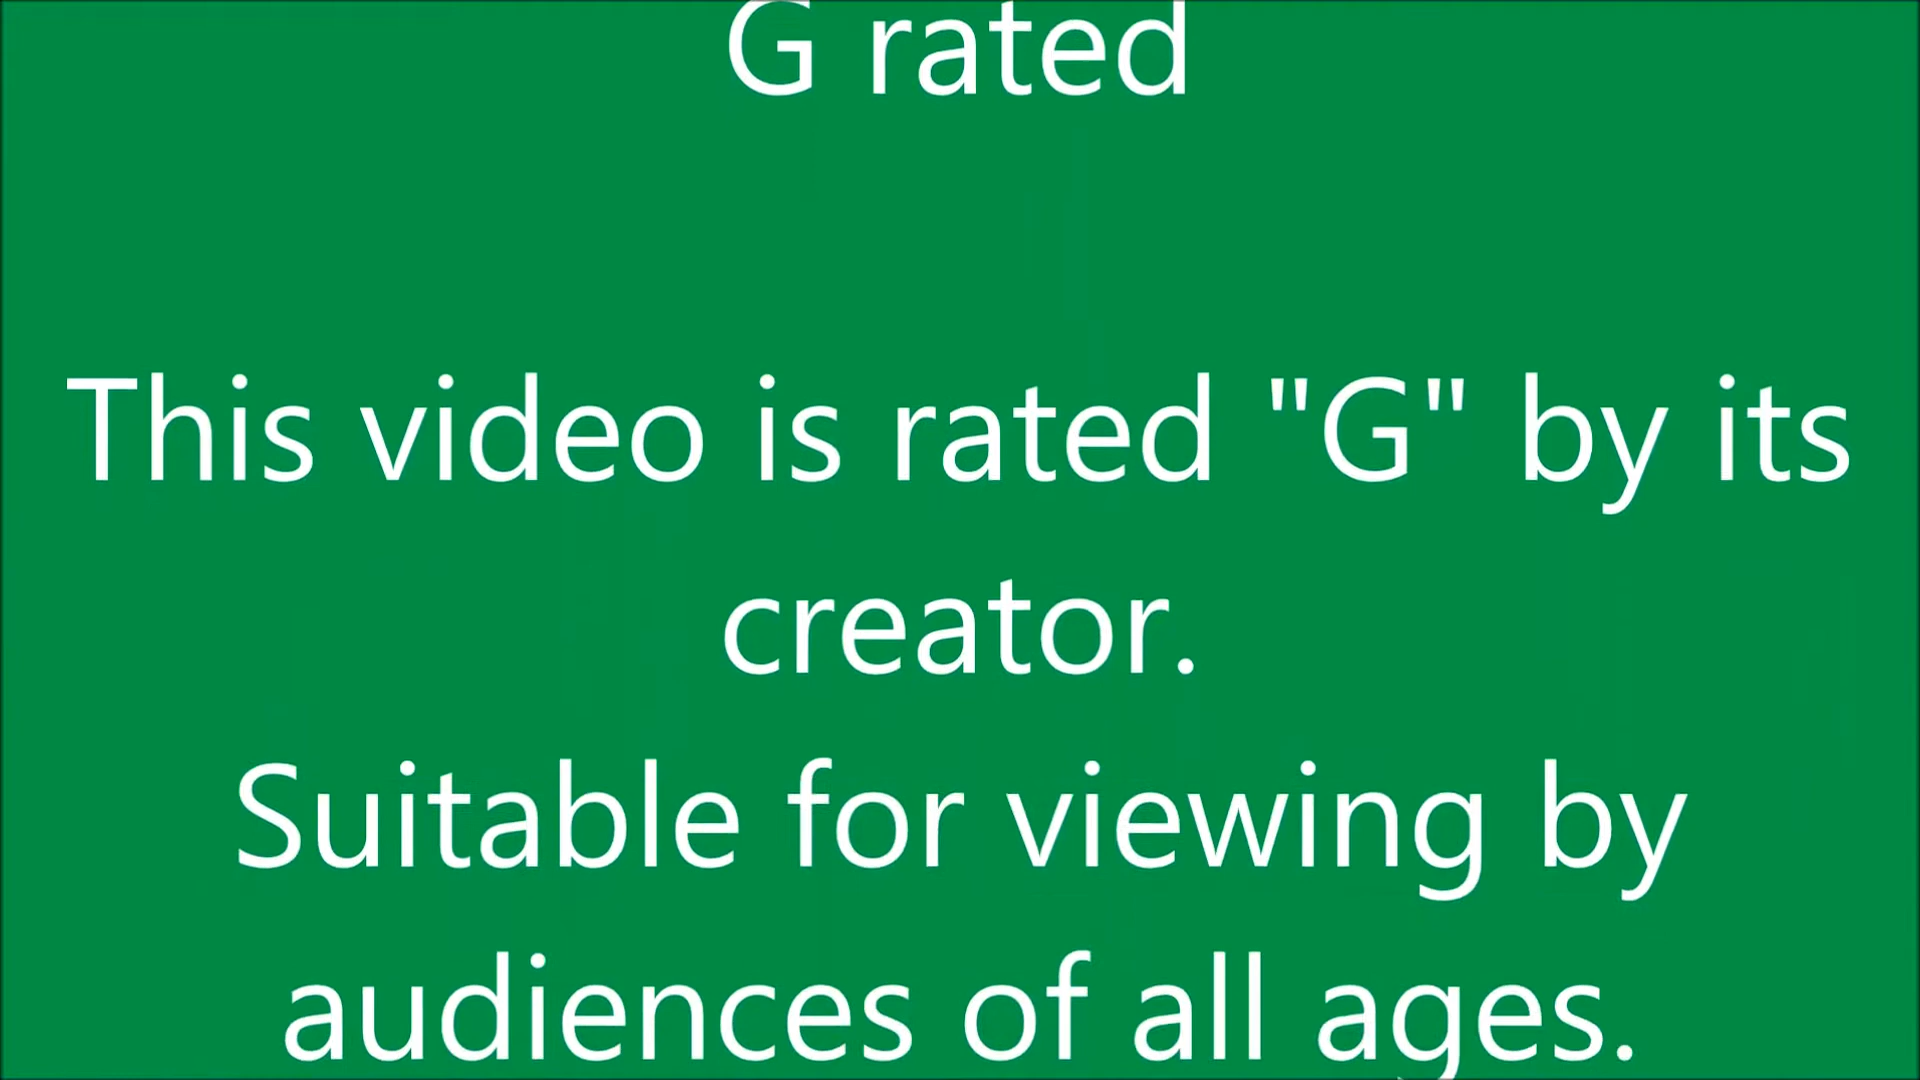 G rated
This video is rated "G" by its
creator.
Suitable for viewing by
audiences of all ages.